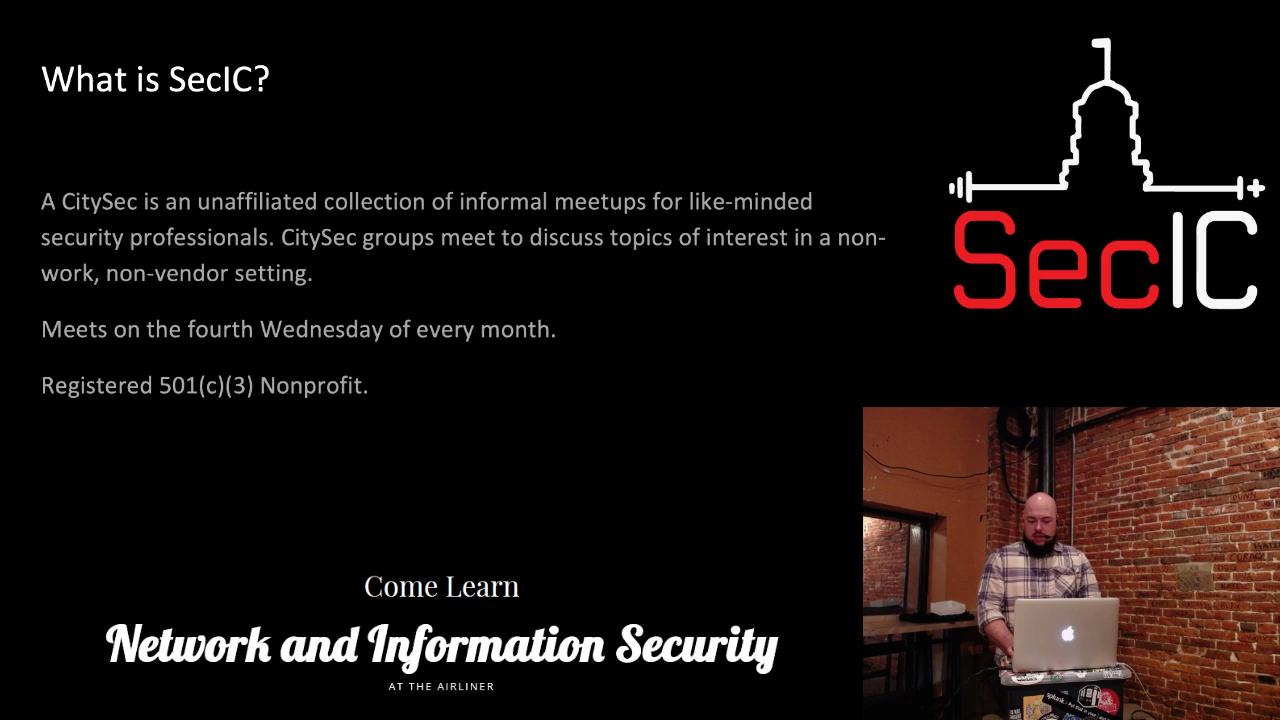 What is SecIC?
A CitySec is an unaffiliated collection of informal meetups for like-minded
security professionals. CitySec groups meet to discuss topics of interest in a non-
work, non-vendor setting.
Meets on the fourth Wednesday of every month.
Registered 501(c)(3) Nonprofit.
SecIC
Come Learn
Network and Information Security
AT THE AIRLINER
splunk>